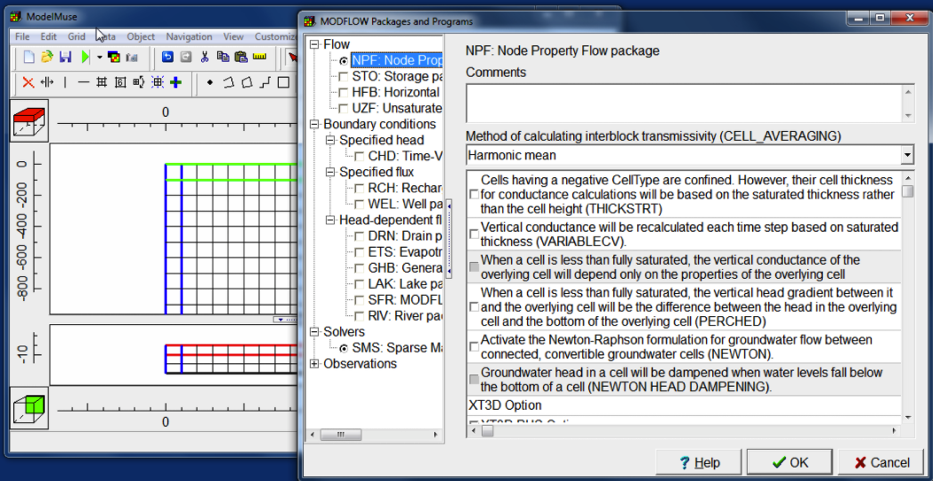 ModelMuse
File Edit Grid Data Object Navigation View Customize
0
0
-200
-400
-600
-800
-10
0
MODFLOW Packages and Programs
Flow
NPF: Node Prop
STO: Storage pa
HFB: Horizontal
UZF: Unsaturate
Boundary conditions
Specified head
CHD: Time-V
Specified flux
RCH: Rechar
WEL: Well pa
Head-dependent fl
DRN: Drain p
ETS: Evapotr
GHB: Genera
LAK: Lake pa
SFR: MODFL
RIV: River pa
Solvers
SMS: Sparse Ma
Observations
NPF: Node Property Flow package
Comments
Method of calculating interblock transmissivity (CELL_AVERAGING)
Harmonic mean
Cells having a negative CellType are confined. However, their cell thickness
for conductance calculations will be based on the saturated thickness rather
than the cell height (THICKSTRT)
Vertical conductance will be recalculated each time step based on saturated
thickness (VARIABLECV).
When a cell is less than fully saturated, the vertical conductance of the
overlying cell will depend only on the properties of the overlying cell
When a cell is less than fully saturated, the vertical head gradient between it
and the overlying cell will be the difference between the head in the overlying
cell and the bottom of the overlying cell (PERCHED)
Activate the Newton-Raphson formulation for groundwater flow between
connected, convertible groundwater cells (NEWTON).
Groundwater head in a cell will be dampened when water levels fall below
the bottom of a cell (NEWTON HEAD DAMPENING).
XT3D Option
? Help
OK
Cancel